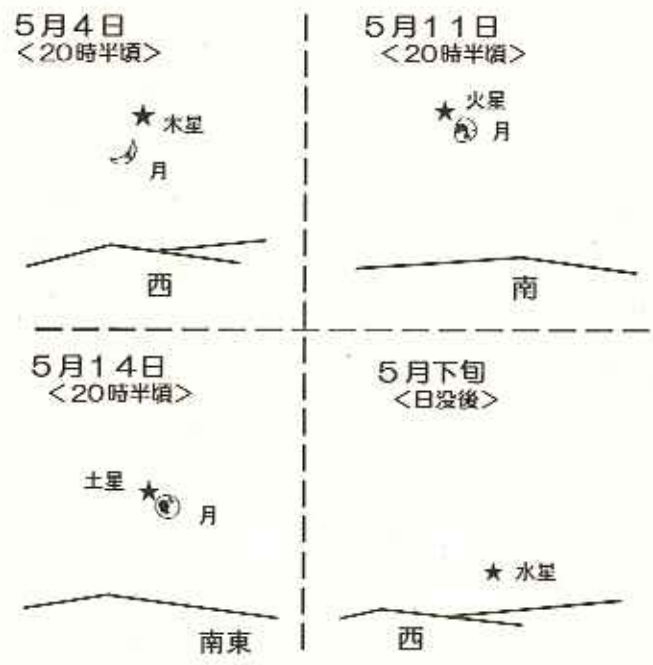 5月4日
<20時半頃>
木星
月
西
5月11日
<20時半頃>
火星
月
南
5月14日
<20時半頃>
土星
月
南東
5月下旬
<日没後>
水星
西